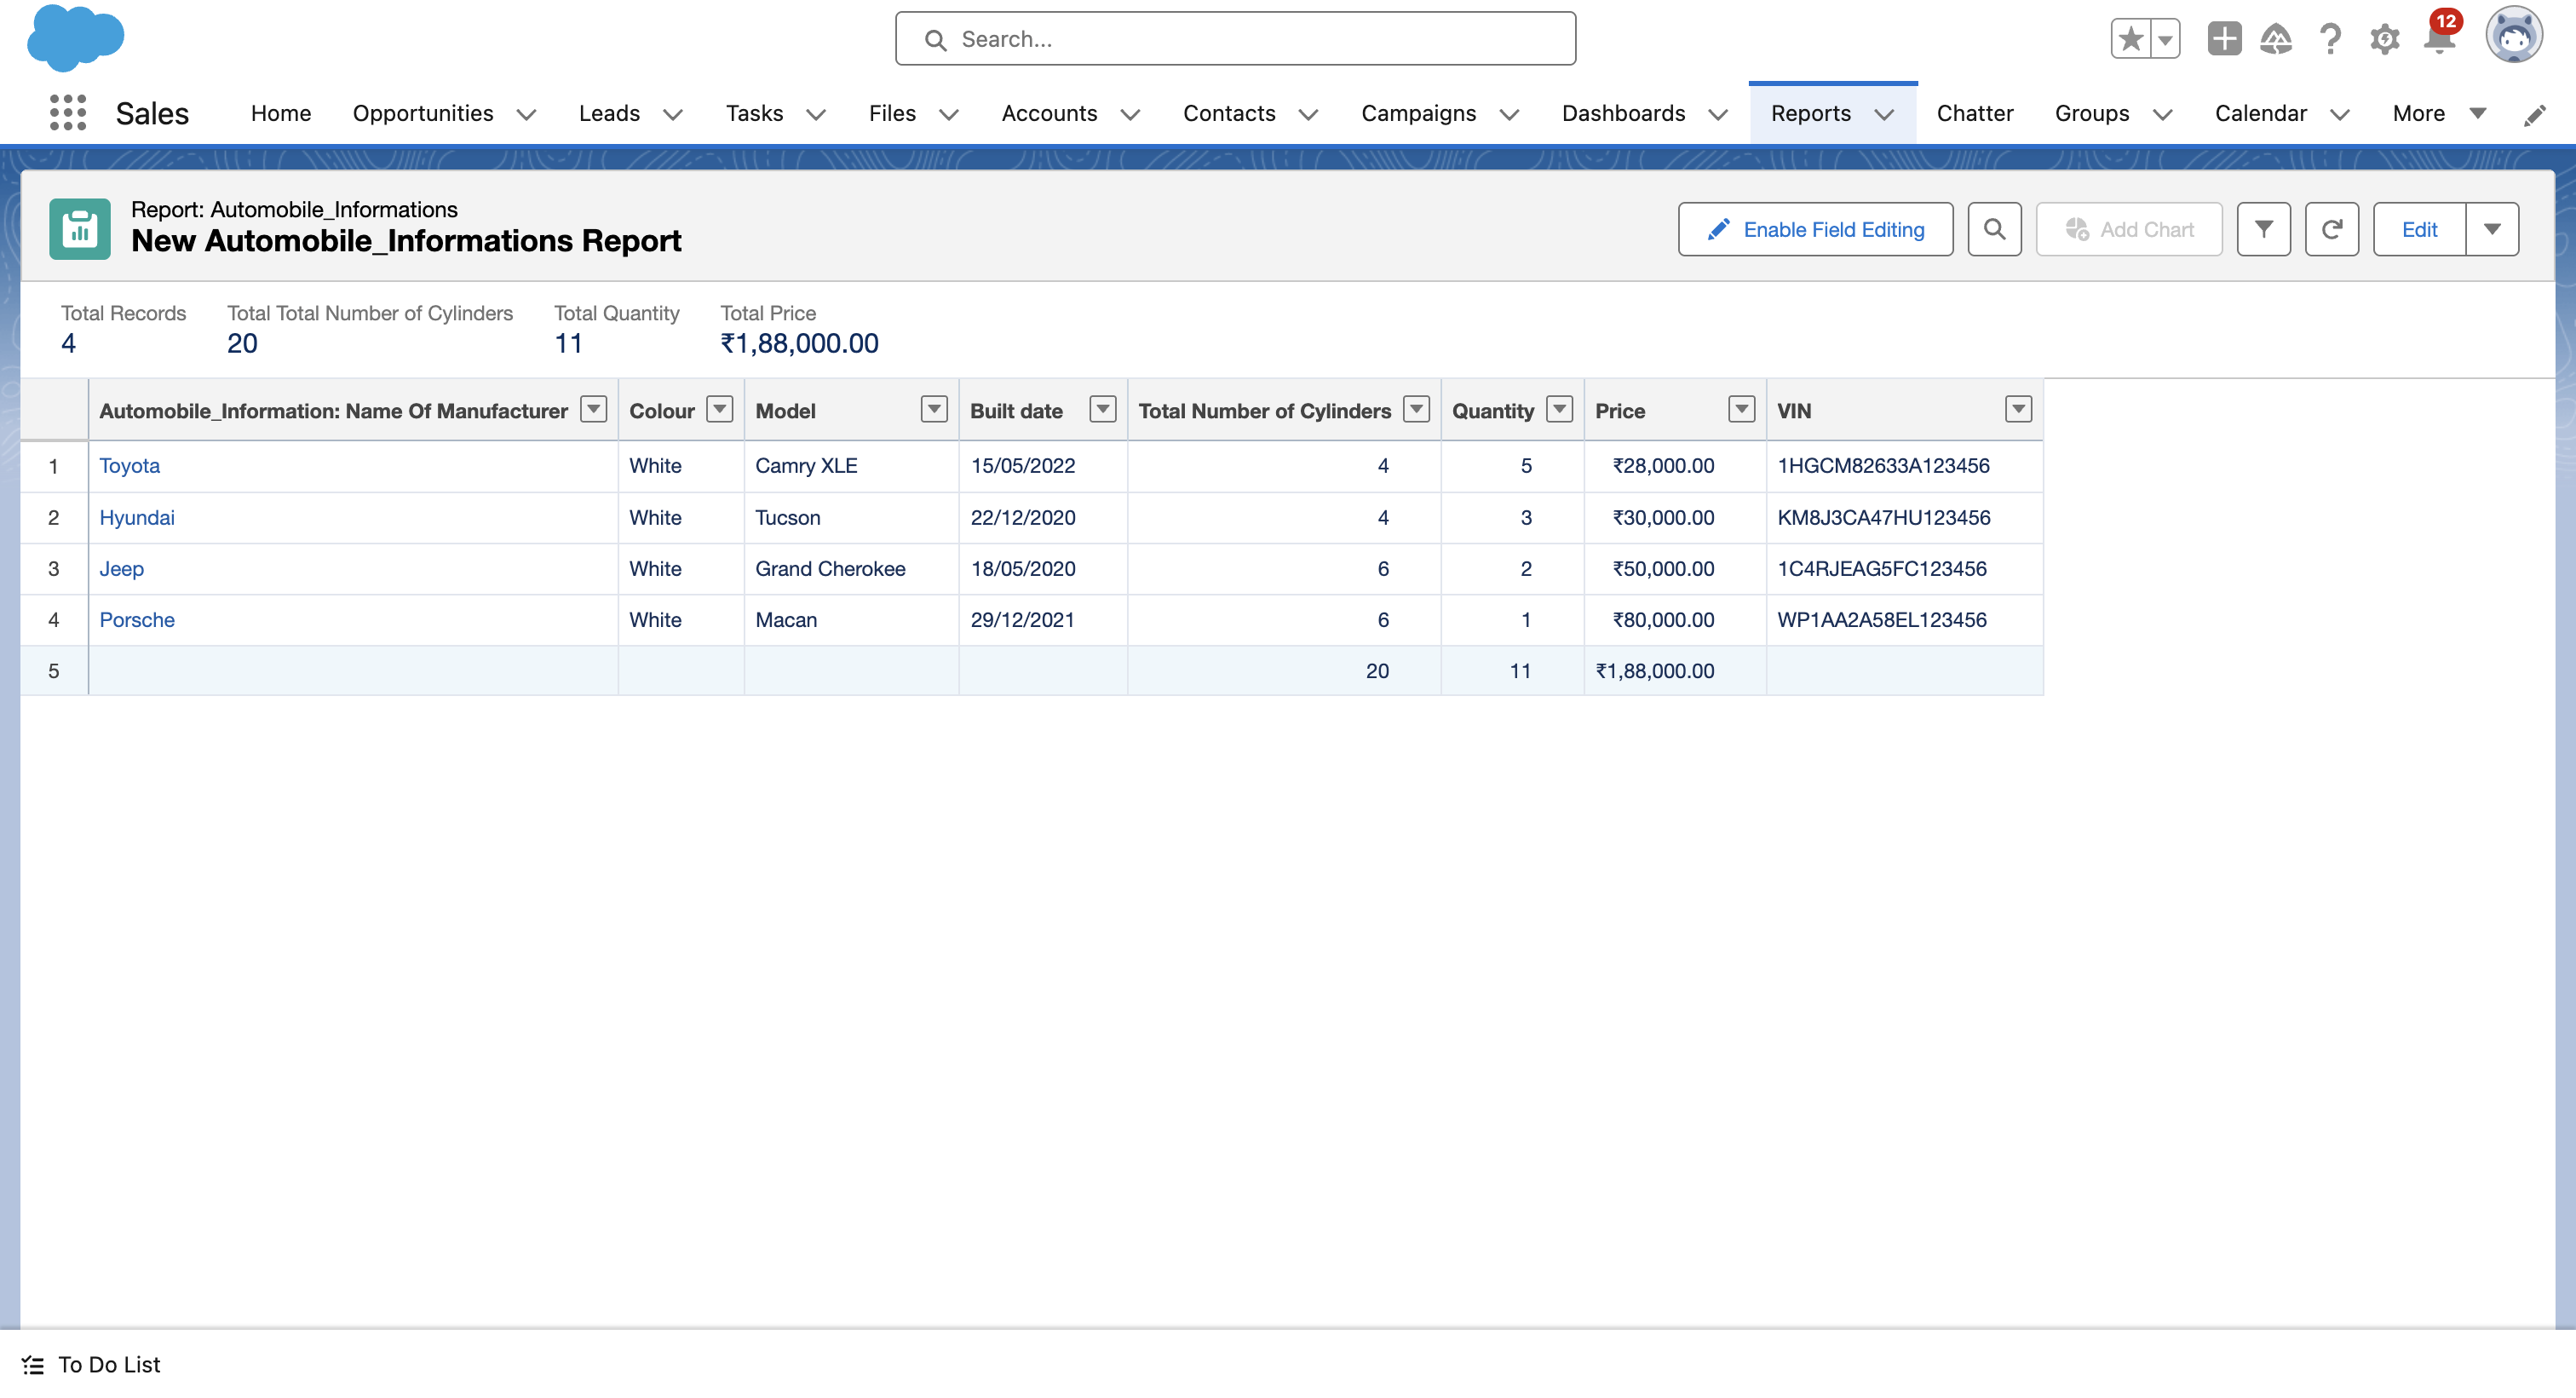 Search...
12
Sales
Home
Opportunities
Leads
Tasks
Files
Accounts
Contacts
Campaigns
Dashboards
Reports
Chatter
Groups
Calendar
More
Report: Automobile_Informations
New Automobile_Informations Report
Enable Field Editing
Add Chart
Edit
Total Records
4
Total Total Number of Cylinders
20
Total Quantity
11
Total Price
₹1,88,000.00
Automobile_Information: Name Of Manufacturer Colour Model Built date Total Number of Cylinders Quantity Price VIN
1 Toyota White Camry XLE 15/05/2022 4 5 ₹28,000.00 1HGCM82633A123456
2 Hyundai White Tucson 22/12/2020 4 3 ₹30,000.00 KM8J3CA47HU123456
3 Jeep White Grand Cherokee 18/05/2020 6 2 ₹50,000.00 1C4RJEAG5FC123456
4 Porsche White Macan 29/12/2021 6 1 ₹80,000.00 WP1AA2A58EL123456
5 20 11 ₹1,88,000.00
To Do List